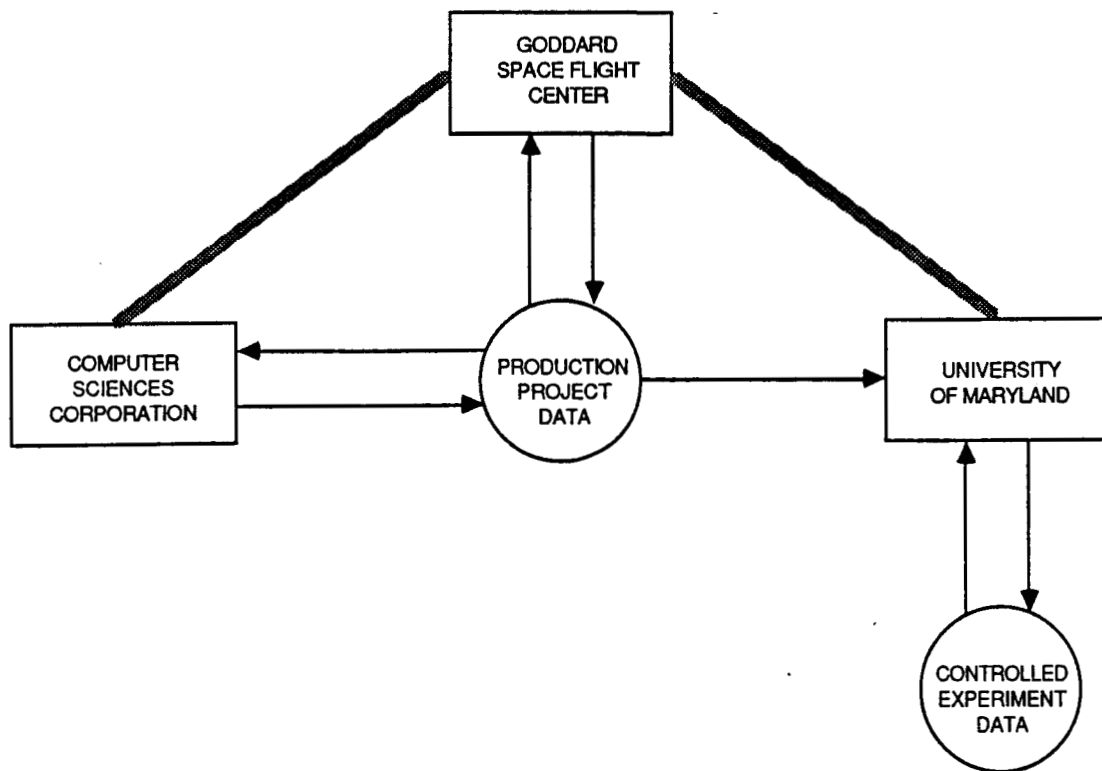 GODDARD
SPACE FLIGHT
CENTER
COMPUTER
SCIENCES
CORPORATION
PRODUCTION
PROJECT
DATA
UNIVERSITY
OF MARYLAND
CONTROLLED
EXPERIMENT
DATA